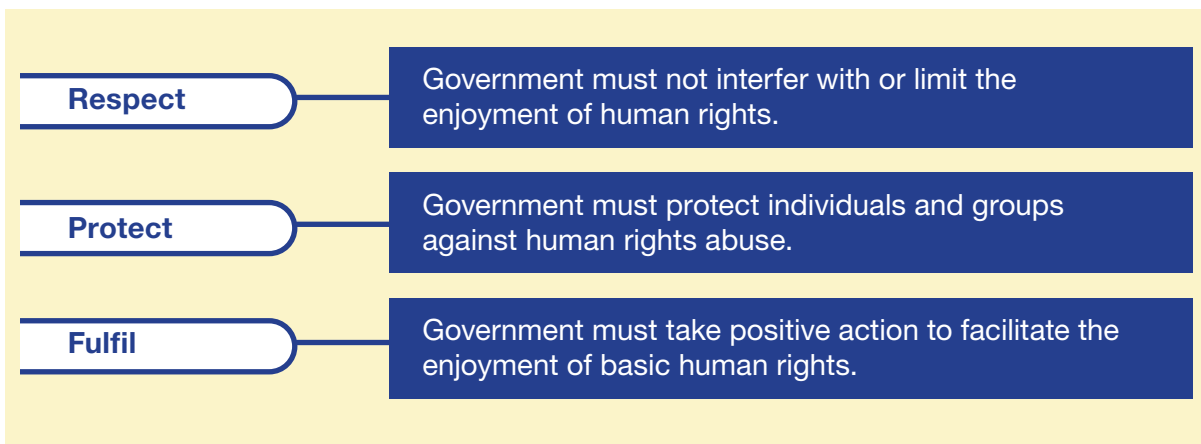 Respect
Government must not interfer with or limit the
enjoyment of human rights.
Protect
Government must protect individuals and groups
against human rights abuse.
Fulfil
Government must take positive action to facilitate the
enjoyment of basic human rights.